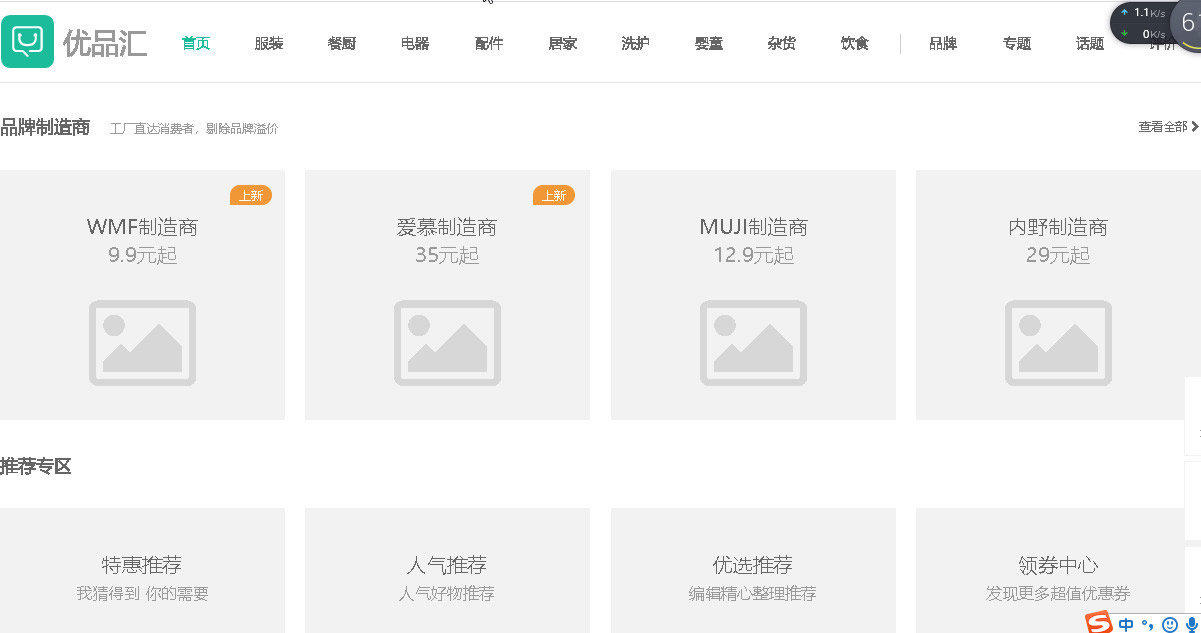 优品汇 首页 服装 餐厨 电器 配件 居家 洗护 婴童 杂货 饮食 品牌 专题 话题 评价
1.1K/s
0K/s
品牌制造商 工厂直达消费者，剔除品牌溢价 查看全部
上新 上新
WMF制造商 爱慕制造商 MUJI制造商 内野制造商
9.9元起 35元起 12.9元起 29元起
推荐专区
特惠推荐 人气推荐 优选推荐 领券中心
我猜得到 你的需要 人气好物推荐 编辑精心整理推荐 发现更多超值优惠券
中